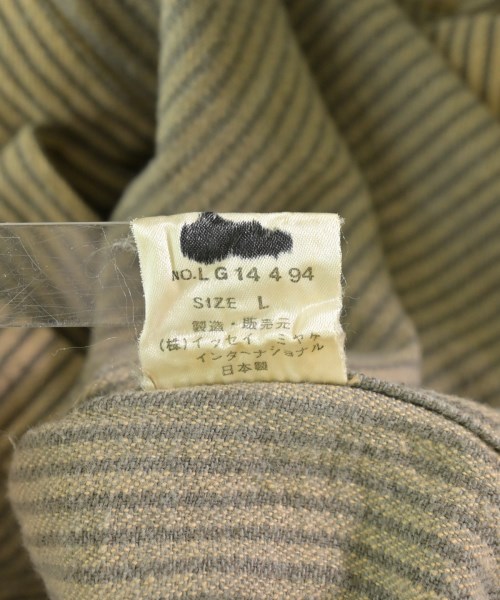 NO.LG14494
SIZE L
製造・販売元
(株)イッセイ ミヤケ
インターナショナル
日本製